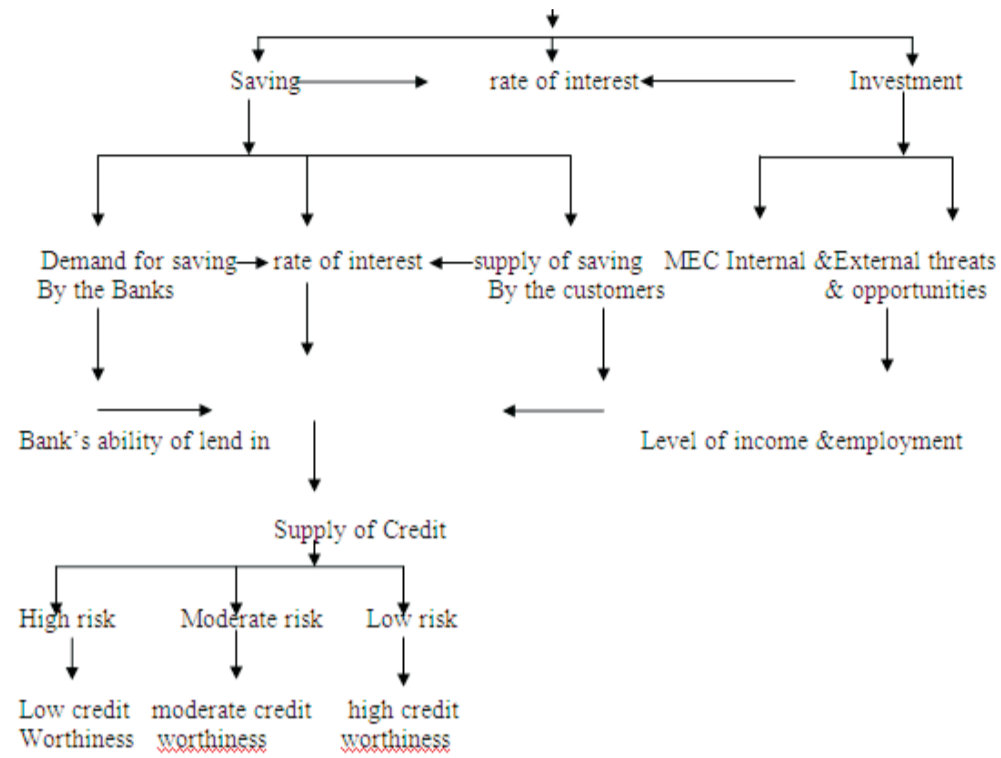 Saving rate of interest Investment
Demand for saving rate of interest supply of saving MEC Internal &External threats
By the Banks By the customers & opportunities
Bank's ability of lend in Level of income &employment
Supply of Credit
High risk Moderate risk Low risk
Low credit moderate credit high credit
Worthiness worthiness worthiness